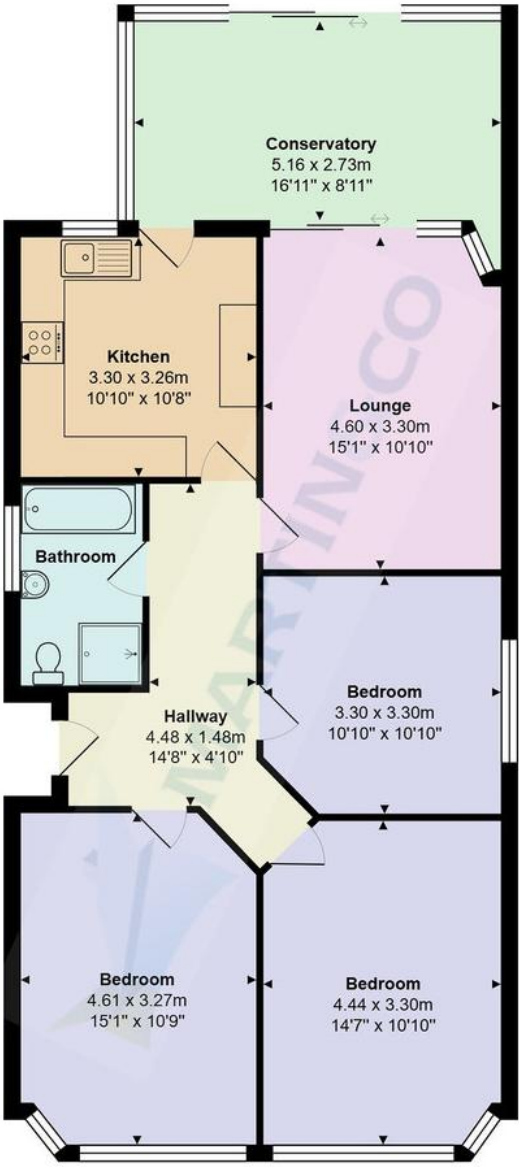 Conservatory
5.16 x 2.73m
16'11" x 8'11"
Kitchen
3.30 x 3.26m
10'10" x 10'8"
Lounge
4.60 x 3.30m
15'1" x 10'10"
Bathroom
Bedroom
3.30 x 3.30m
10'10" x 10'10"
Hallway
4.48 x 1.48m
14'8" x 4'10"
Bedroom
4.61 x 3.27m
15'1" x 10'9"
Bedroom
4.44 x 3.30m
14'7" x 10'10"
MARTIN&CO